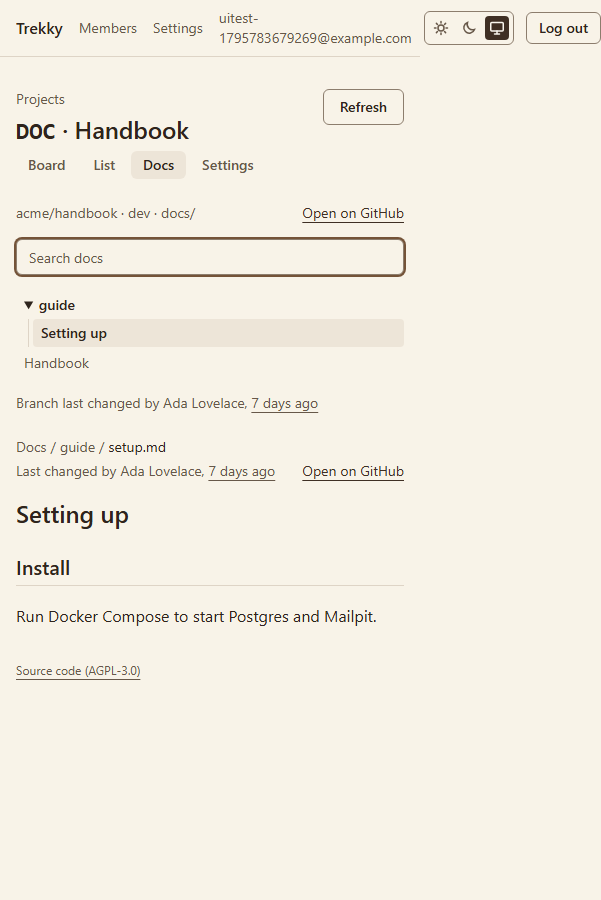 Trekky Members Settings uitest-1795783679269@example.com Log out
Projects
Refresh
DOC · Handbook
Board List Docs Settings
acme/handbook · dev · docs/ Open on GitHub
Search docs
guide
Setting up
Handbook
Branch last changed by Ada Lovelace, 7 days ago
Docs / guide / setup.md
Last changed by Ada Lovelace, 7 days ago Open on GitHub
Setting up
Install
Run Docker Compose to start Postgres and Mailpit.
Source code (AGPL-3.0)